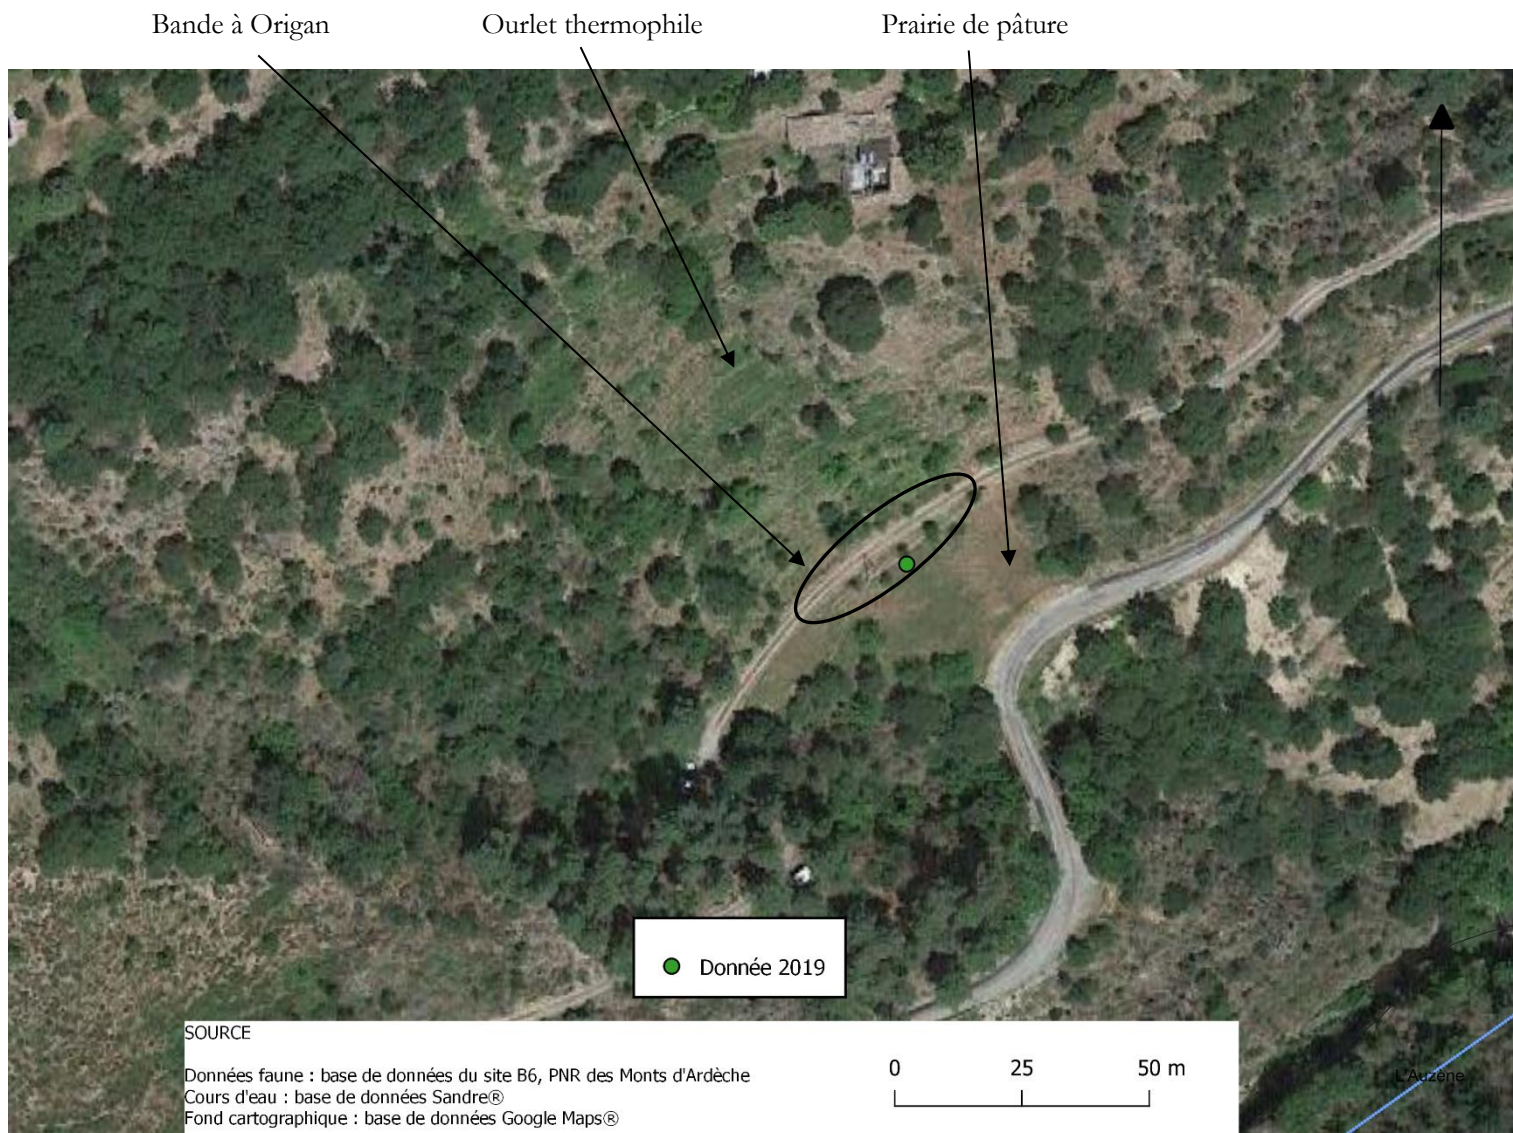 Bande à Origan
Ourlet thermophile
Prairie de pâture
Donnée 2019
SOURCE
Données faune : base de données du site B6, PNR des Monts d'Ardèche
Cours d'eau : base de données Sandre®
Fond cartographique : base de données Google Maps®
0 25 50 m
L'Auzène